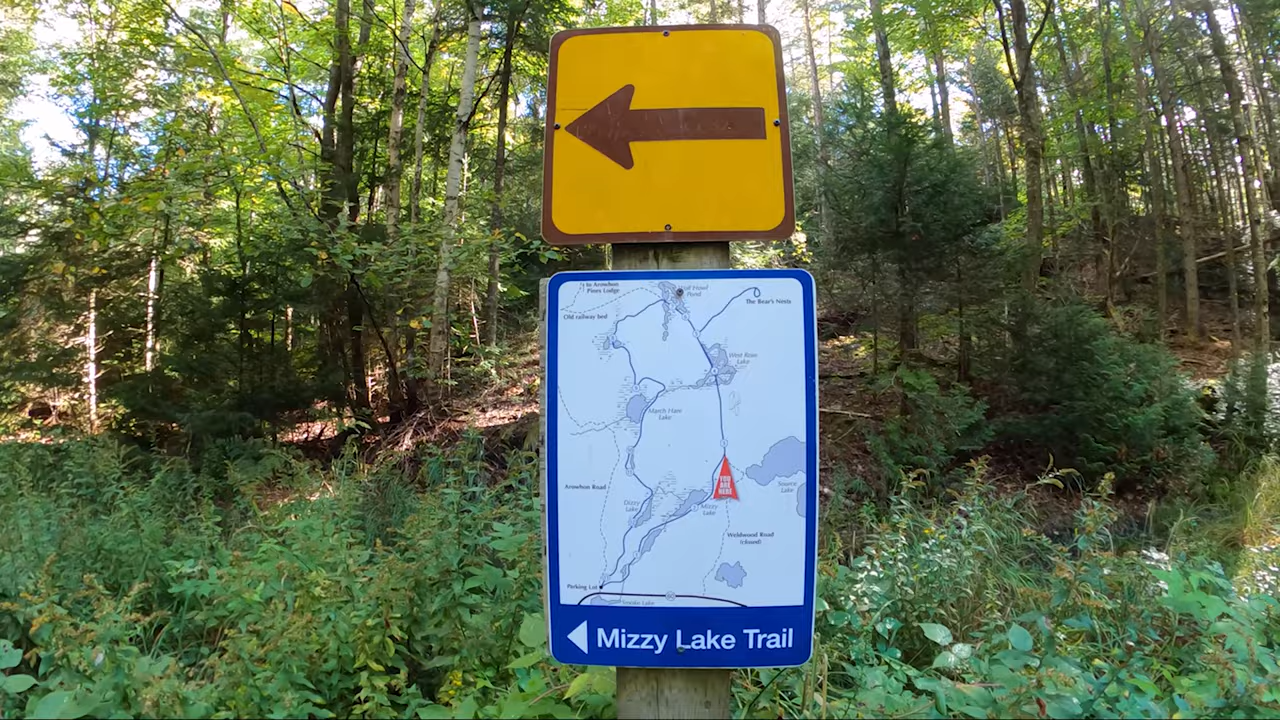 to Arowhon
Pines Lodge
Wolf Howl
Pond
The Bear's Nests
Old railway bed
West Rose
Lake
March Hare
Lake
YOU
ARE
HERE
Source
Lake
Arowhon Road
Dizzy
Lake
Mizzy
Lake
Weldwood Road
(closed)
Parking Lot
60
Smoke Lake
Mizzy Lake Trail